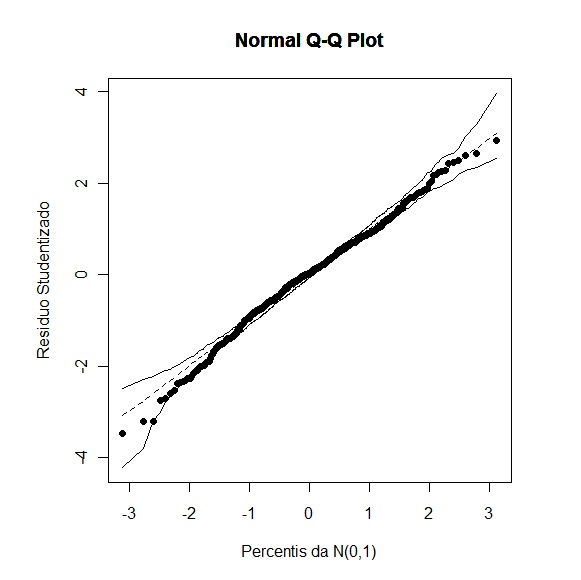 Normal Q-Q Plot
4
2
0
-2
-4
Resíduo Studentizado
-3 -2 -1 0 1 2 3
Percentis da N(0,1)